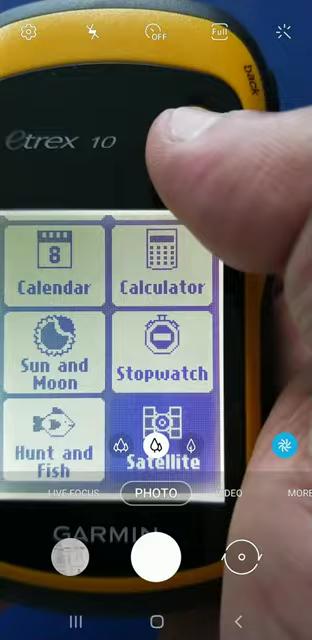 OFF
Full
back
etrex 10
Calendar
Calculator
Sun and
Moon
Stopwatch
Hunt and
Fish
Satellite
LIVE FOCUS
PHOTO
VIDEO
MORE
GARMIN
8